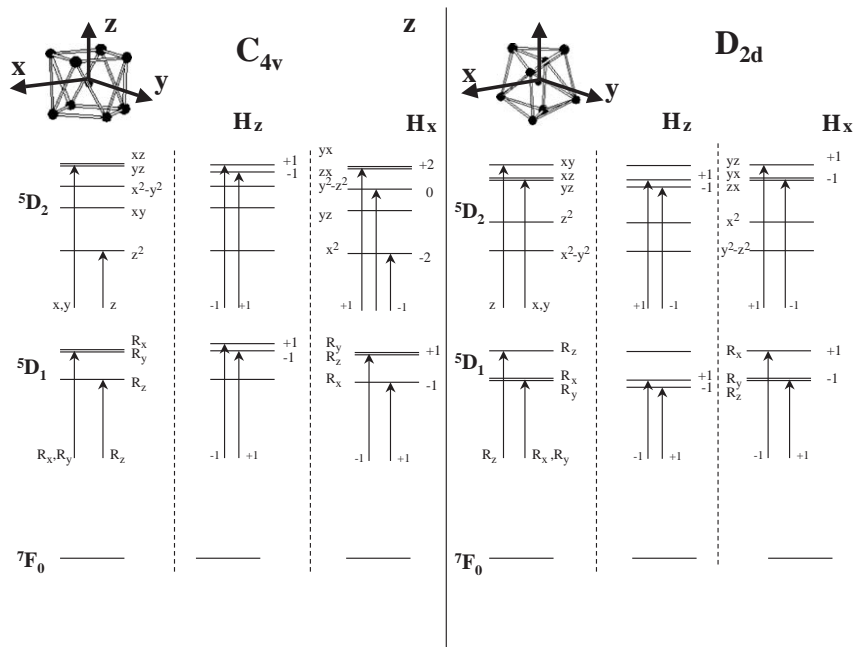 z
x
y
C4v
z
Hz
Hx
⁵D₂
xz
yz
x²-y²
xy
z²
x,y
z
+1
-1
-1
+1
yx
zx
y²-z²
yz
x²
+2
0
-2
+1
-1
⁵D₁
Rx
Ry
Rz
Rx,Ry
Rz
+1
-1
-1
+1
Ry
Rz
Rx
+1
-1
-1
+1
⁷F₀
z
x
y
D2d
Hz
Hx
⁵D₂
xy
xz
yz
z²
x²-y²
z
x,y
+1
-1
+1
-1
yz
yx
zx
x²
y²-z²
+1
-1
+1
-1
⁵D₁
Rz
Rx
Ry
Rz
Rx,Ry
+1
-1
-1
+1
Rx
Ry
Rz
+1
-1
-1
+1
⁷F₀